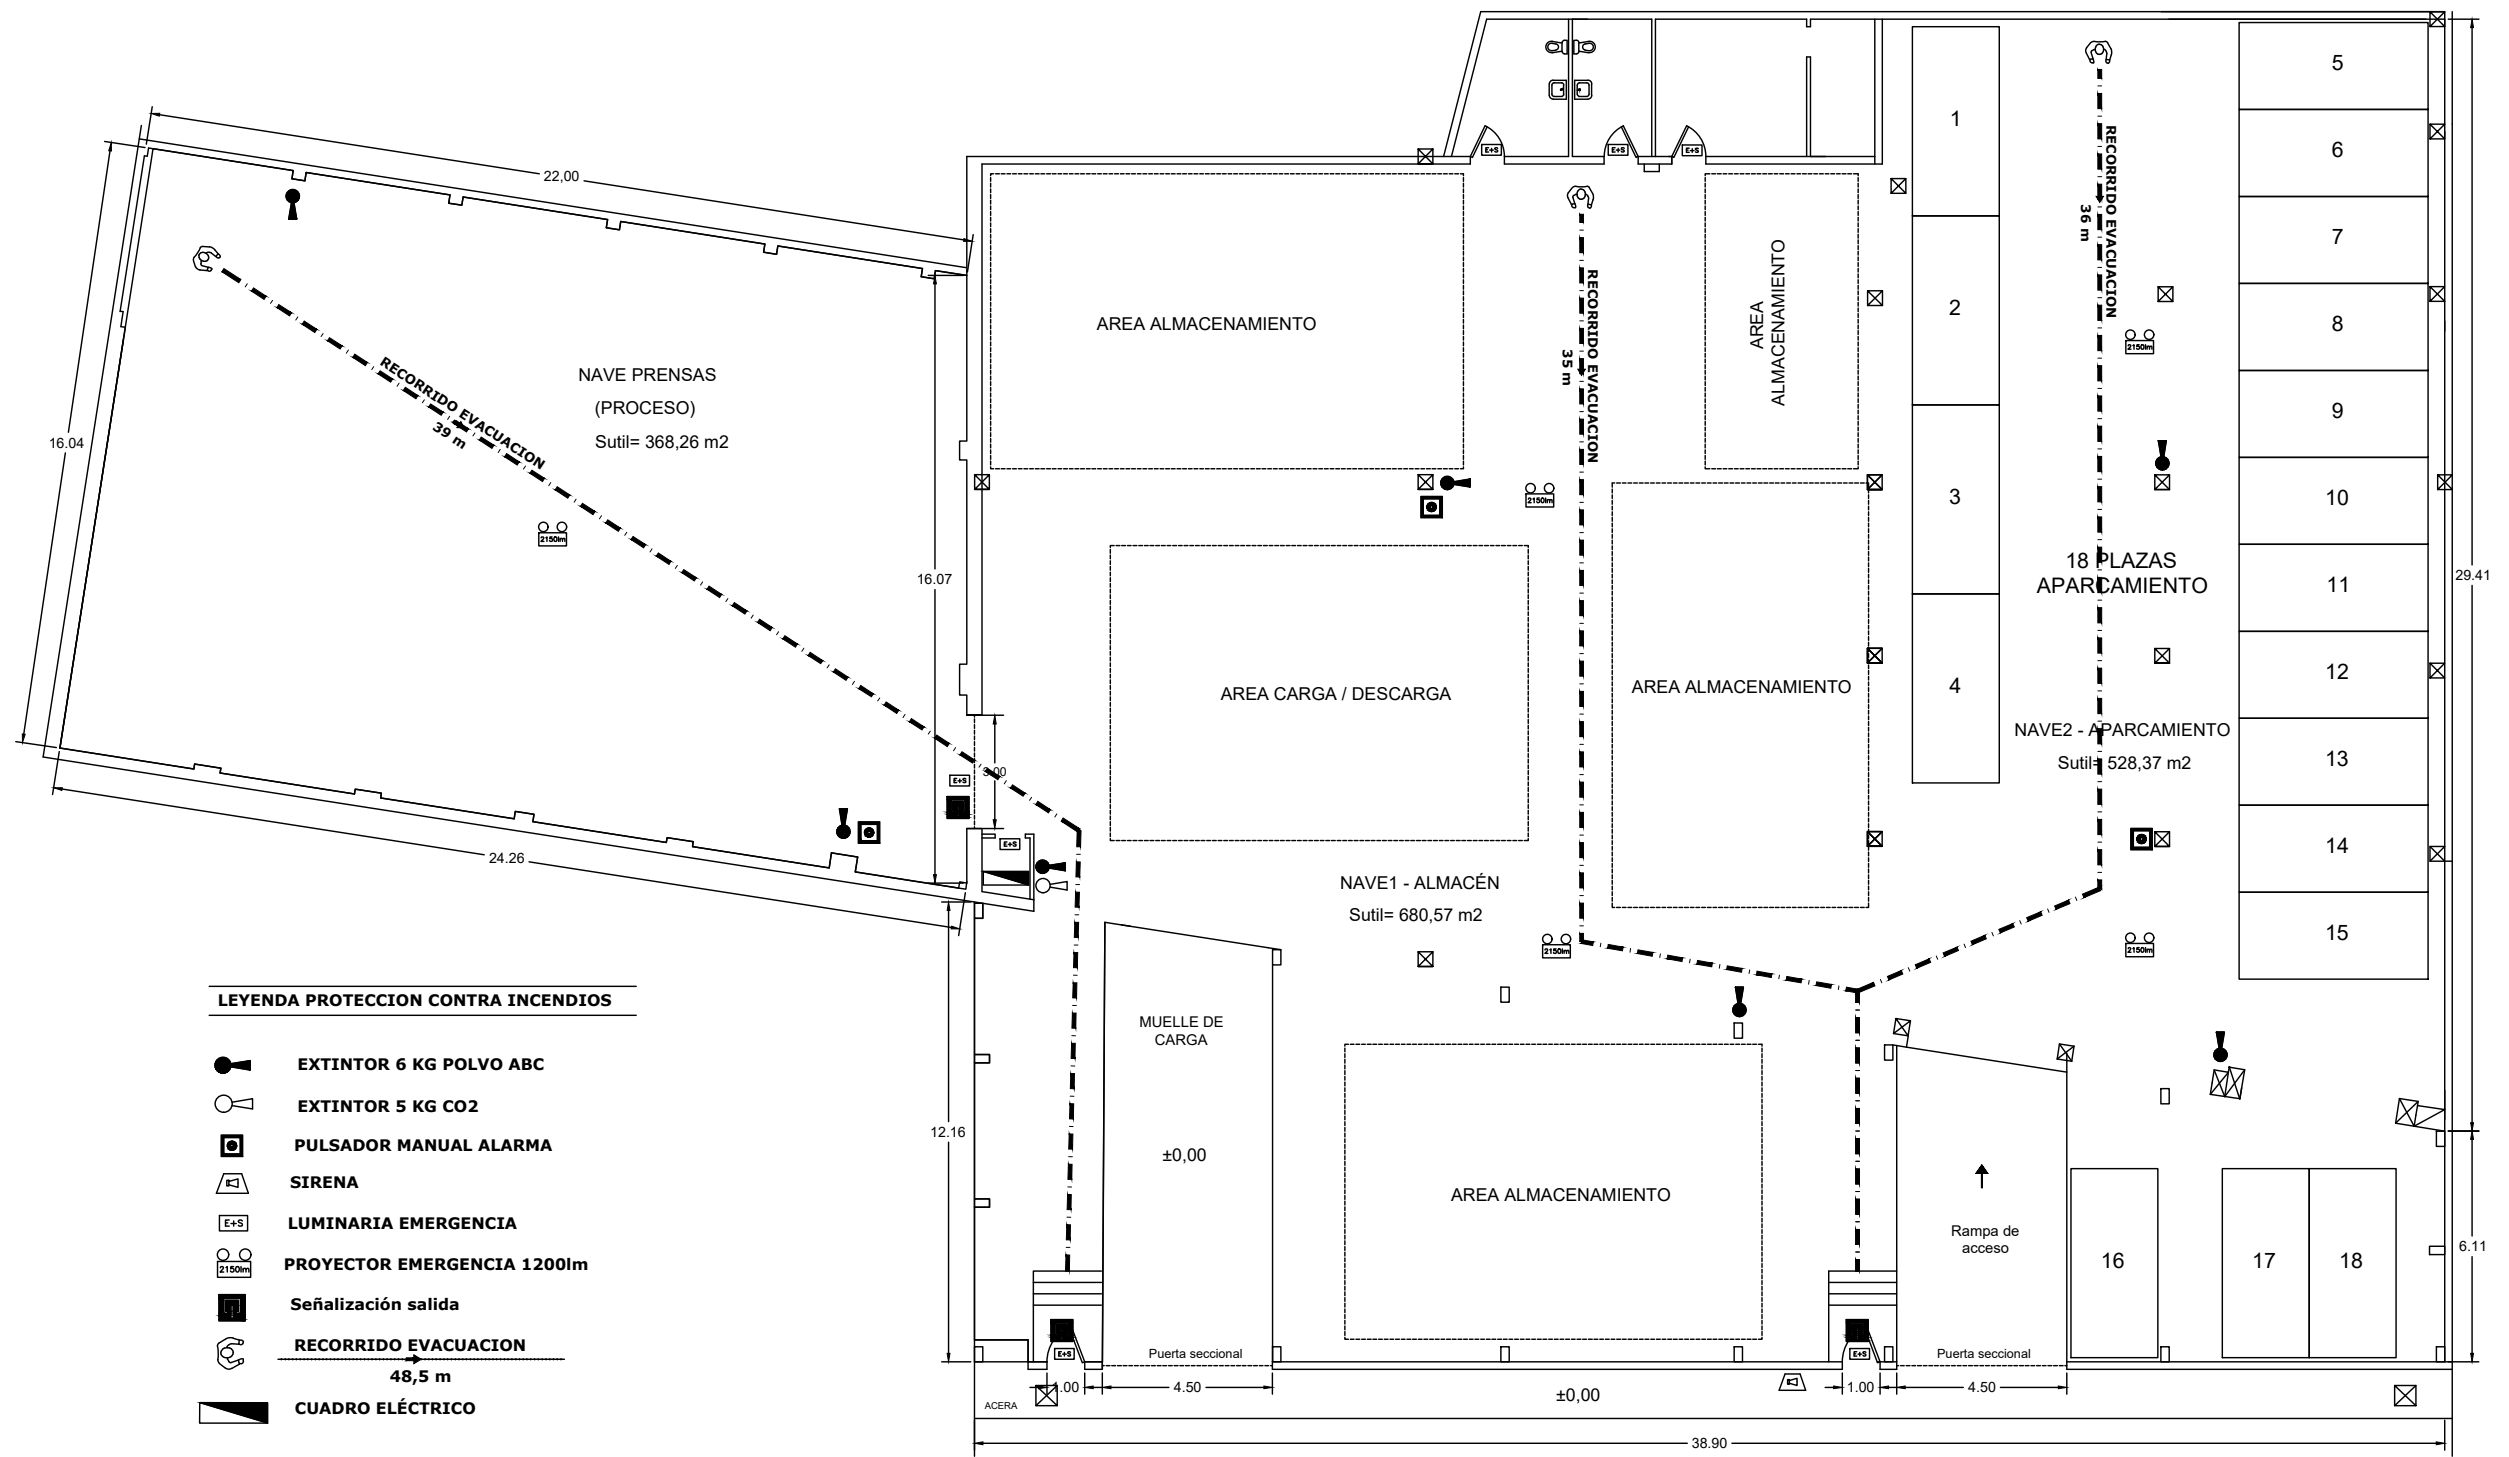 22,00
16.04
24.26
16.07
3.00
12.16
29.41
6.11
38.90
1.00
4.50
1.00
4.50
NAVE PRENSAS
(PROCESO)
Sutil= 368,26 m2
RECORRIDO EVACUACION
39 m
2150lm
E+S
E+S
E+S
E+S
E+S
AREA ALMACENAMIENTO
AREA
ALMACENAMIENTO
RECORRIDO EVACUACION
35 m
2150lm
AREA CARGA / DESCARGA
AREA ALMACENAMIENTO
NAVE1 - ALMACÉN
Sutil= 680,57 m2
2150lm
MUELLE DE
CARGA
±0,00
AREA ALMACENAMIENTO
Puerta seccional
E+S
E+S
ACERA
±0,00
RECORRIDO EVACUACION
36 m
2150lm
18 PLAZAS
APARCAMIENTO
NAVE2 - APARCAMIENTO
Sutil= 528,37 m2
2150lm
Rampa de
acceso
Puerta seccional
1
2
3
4
5
6
7
8
9
10
11
12
13
14
15
16
17
18
LEYENDA PROTECCION CONTRA INCENDIOS
EXTINTOR 6 KG POLVO ABC
EXTINTOR 5 KG CO2
PULSADOR MANUAL ALARMA
SIRENA
E+S LUMINARIA EMERGENCIA
2150lm PROYECTOR EMERGENCIA 1200lm
Señalización salida
RECORRIDO EVACUACION
48,5 m
CUADRO ELÉCTRICO